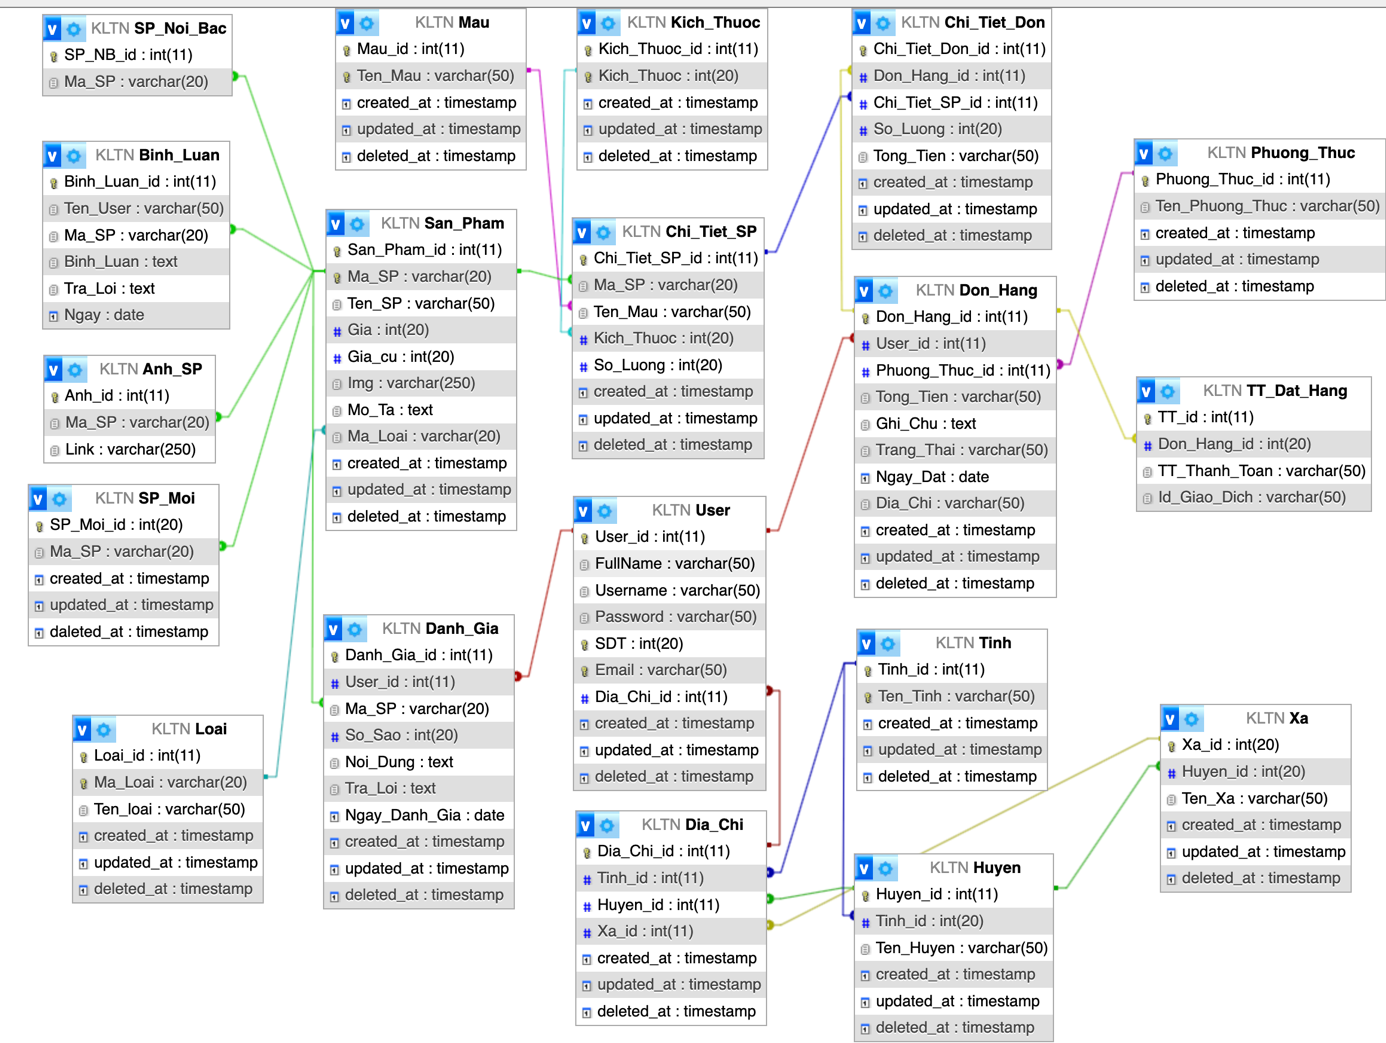 KLTN SP_Noi_Bac
SP_NB_id : int(11)
Ma_SP : varchar(20)
KLTN Binh_Luan
Binh_Luan_id : int(11)
Ten_User : varchar(50)
Ma_SP : varchar(20)
Binh_Luan : text
Tra_Loi : text
Ngay : date
KLTN Anh_SP
Anh_id : int(11)
Ma_SP : varchar(20)
Link : varchar(250)
KLTN SP_Moi
SP_Moi_id : int(20)
Ma_SP : varchar(20)
created_at : timestamp
updated_at : timestamp
daleted_at : timestamp
KLTN Loai
Loai_id : int(11)
Ma_Loai : varchar(20)
Ten_loai : varchar(50)
created_at : timestamp
updated_at : timestamp
deleted_at : timestamp
KLTN Mau
Mau_id : int(11)
Ten_Mau : varchar(50)
created_at : timestamp
updated_at : timestamp
deleted_at : timestamp
KLTN San_Pham
San_Pham_id : int(11)
Ma_SP : varchar(20)
Ten_SP : varchar(50)
Gia : int(20)
Gia_cu : int(20)
Img : varchar(250)
Mo_Ta : text
Ma_Loai : varchar(20)
created_at : timestamp
updated_at : timestamp
deleted_at : timestamp
KLTN Danh_Gia
Danh_Gia_id : int(11)
User_id : int(11)
Ma_SP : varchar(20)
So_Sao : int(20)
Noi_Dung : text
Tra_Loi : text
Ngay_Danh_Gia : date
created_at : timestamp
updated_at : timestamp
deleted_at : timestamp
KLTN Kich_Thuoc
Kich_Thuoc_id : int(11)
Kich_Thuoc : int(20)
created_at : timestamp
updated_at : timestamp
deleted_at : timestamp
KLTN Chi_Tiet_SP
Chi_Tiet_SP_id : int(11)
Ma_SP : varchar(20)
Ten_Mau : varchar(50)
Kich_Thuoc : int(20)
So_Luong : int(20)
created_at : timestamp
updated_at : timestamp
deleted_at : timestamp
KLTN User
User_id : int(11)
FullName : varchar(50)
Username : varchar(50)
Password : varchar(50)
SDT : int(20)
Email : varchar(50)
Dia_Chi_id : int(11)
created_at : timestamp
updated_at : timestamp
deleted_at : timestamp
KLTN Dia_Chi
Dia_Chi_id : int(11)
Tinh_id : int(11)
Huyen_id : int(11)
Xa_id : int(11)
created_at : timestamp
updated_at : timestamp
deleted_at : timestamp
KLTN Chi_Tiet_Don
Chi_Tiet_Don_id : int(11)
Don_Hang_id : int(11)
Chi_Tiet_SP_id : int(11)
So_Luong : int(20)
Tong_Tien : varchar(50)
created_at : timestamp
updated_at : timestamp
deleted_at : timestamp
KLTN Don_Hang
Don_Hang_id : int(11)
User_id : int(11)
Phuong_Thuc_id : int(11)
Tong_Tien : varchar(50)
Ghi_Chu : text
Trang_Thai : varchar(50)
Ngay_Dat : date
Dia_Chi : varchar(50)
created_at : timestamp
updated_at : timestamp
deleted_at : timestamp
KLTN Tinh
Tinh_id : int(11)
Ten_Tinh : varchar(50)
created_at : timestamp
updated_at : timestamp
deleted_at : timestamp
KLTN Huyen
Huyen_id : int(11)
Tinh_id : int(20)
Ten_Huyen : varchar(50)
created_at : timestamp
updated_at : timestamp
deleted_at : timestamp
KLTN Phuong_Thuc
Phuong_Thuc_id : int(11)
Ten_Phuong_Thuc : varchar(50)
created_at : timestamp
updated_at : timestamp
deleted_at : timestamp
KLTN TT_Dat_Hang
TT_id : int(11)
Don_Hang_id : int(20)
TT_Thanh_Toan : varchar(50)
Id_Giao_Dich : varchar(50)
KLTN Xa
Xa_id : int(20)
Huyen_id : int(20)
Ten_Xa : varchar(50)
created_at : timestamp
updated_at : timestamp
deleted_at : timestamp